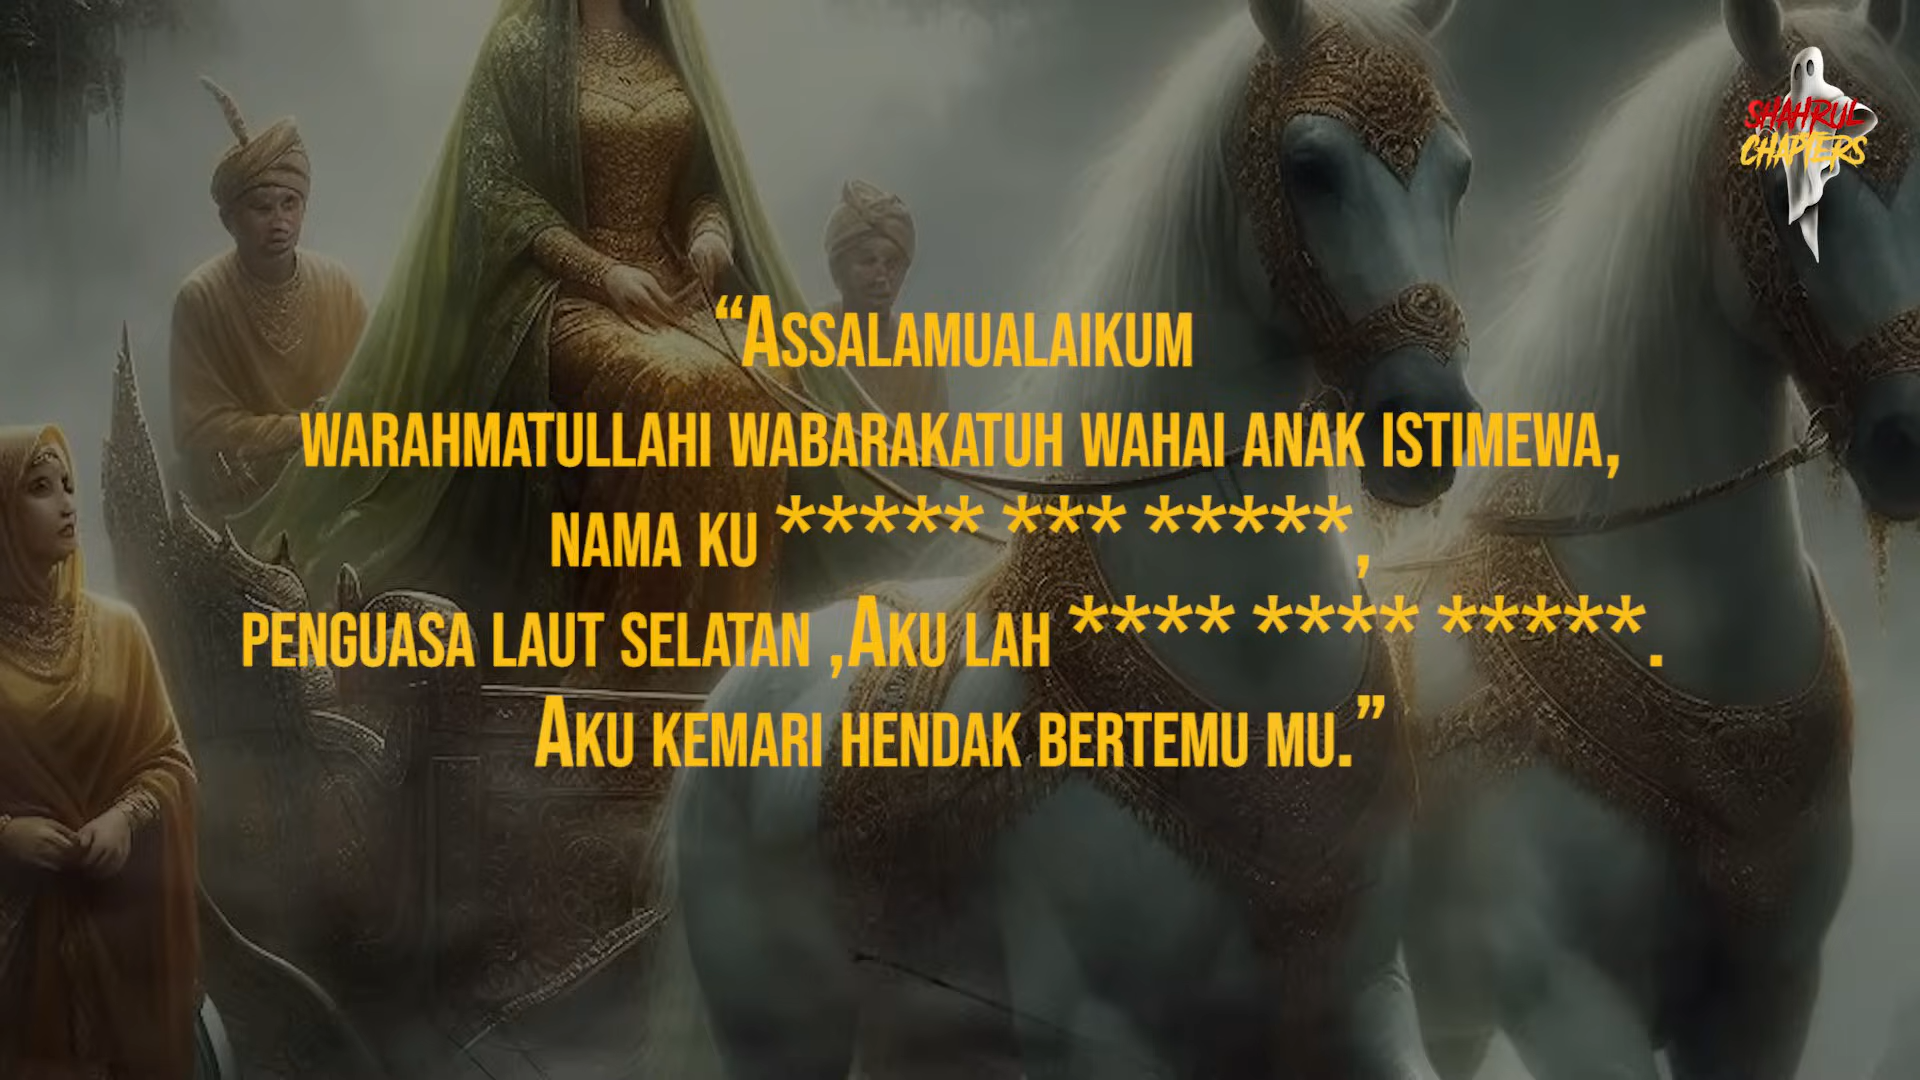 “Assalamualaikum
warahmatullahi wabarakatuh wahai anak istimewa,
nama ku ***** *** *****,
penguasa laut selatan ,Aku lah **** **** *****.
Aku kemari hendak bertemu mu.”
SHAHRUL
CHAPTERS